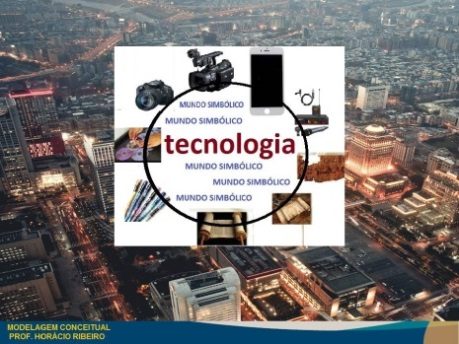 MUNDO SIMBÓLICO
MUNDO SIMBÓLICO
tecnologia
MUNDO SIMBÓLICO
MUNDO SIMBÓLICO
MUNDO SIMBÓLICO
MODELAGEM CONCEITUAL
PROF. HORÁCIO RIBEIRO